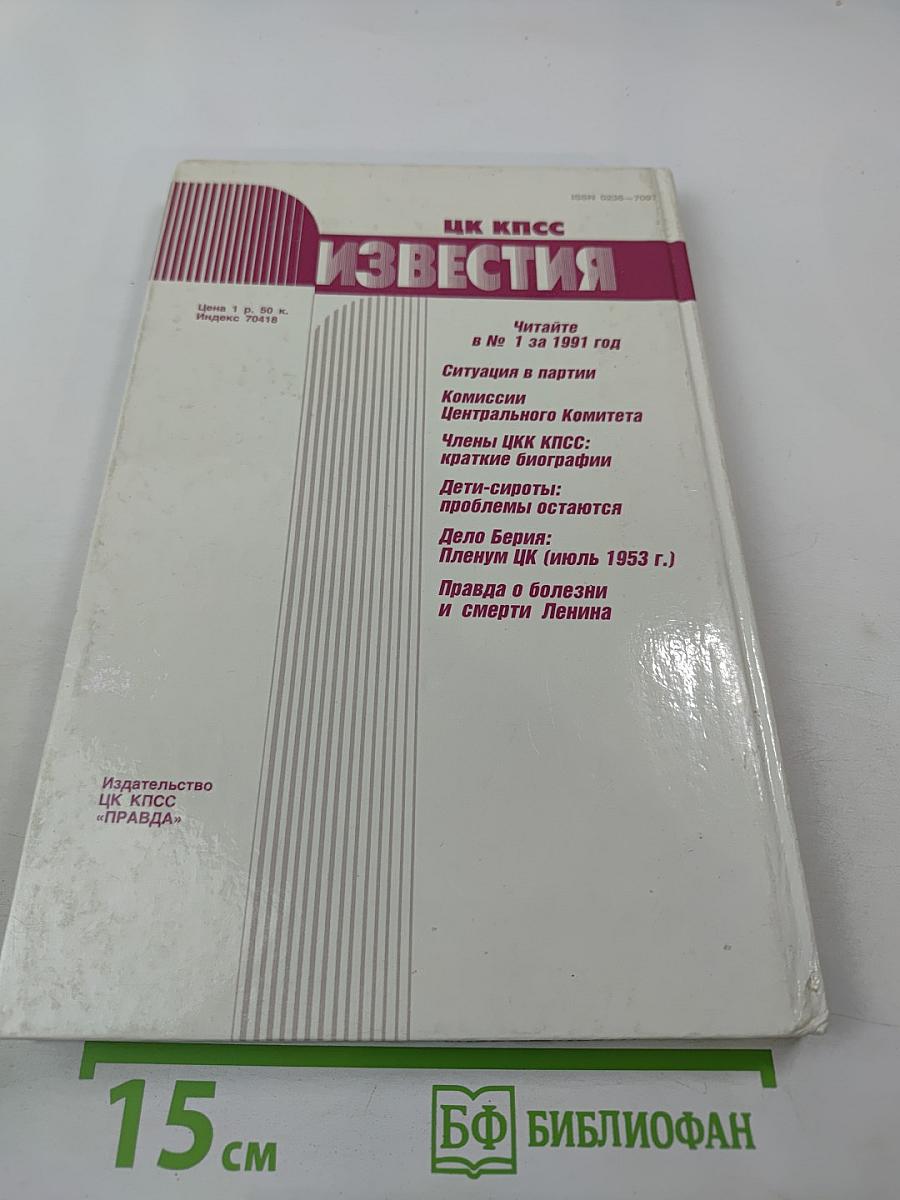 ISSN 0235–7097
ЦК КПСС
ИЗВЕСТИЯ
Цена 1 р. 50 к.
Индекс 70418
Читайте
в № 1 за 1991 год
Ситуация в партии
Комиссии
Центрального Комитета
Члены ЦКК КПСС:
краткие биографии
Дети-сироты:
проблемы остаются
Дело Берия:
Пленум ЦК (июль 1953 г.)
Правда о болезни
и смерти Ленина
Издательство
ЦК КПСС
«ПРАВДА»
15 см
БФ БИБЛИОФАН